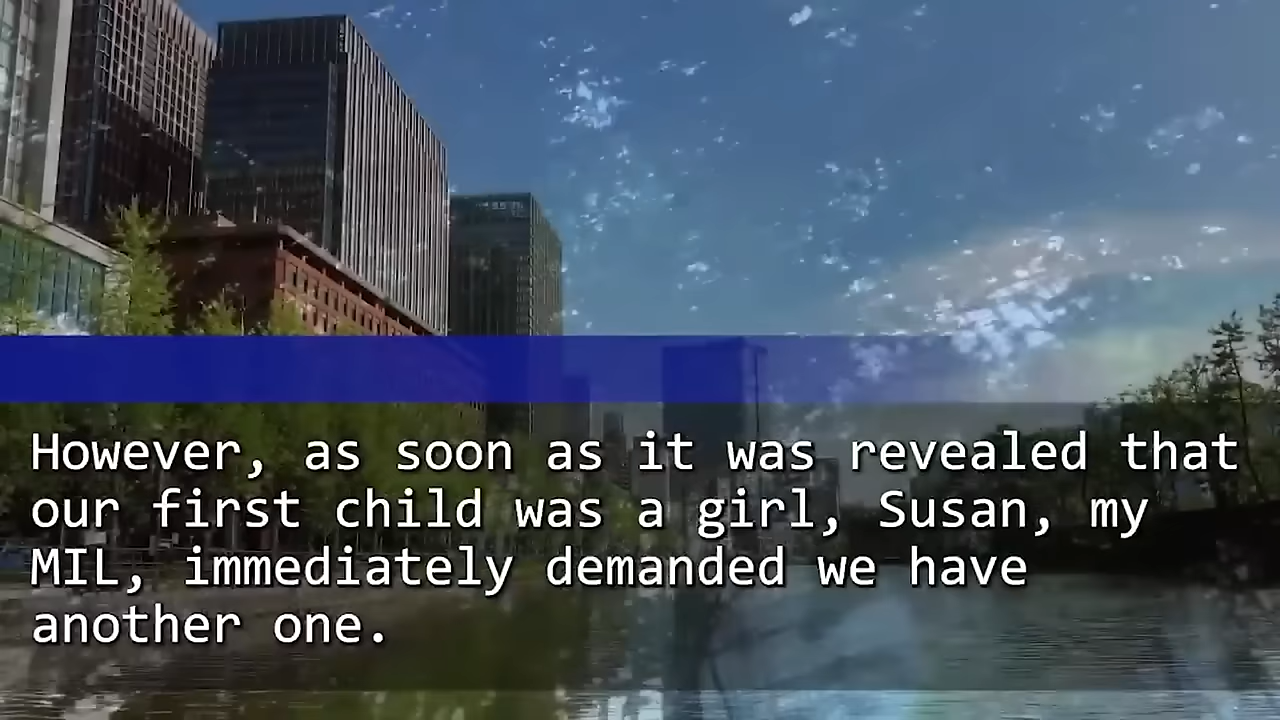 However, as soon as it was revealed that
our first child was a girl, Susan, my
MIL, immediately demanded we have
another one.